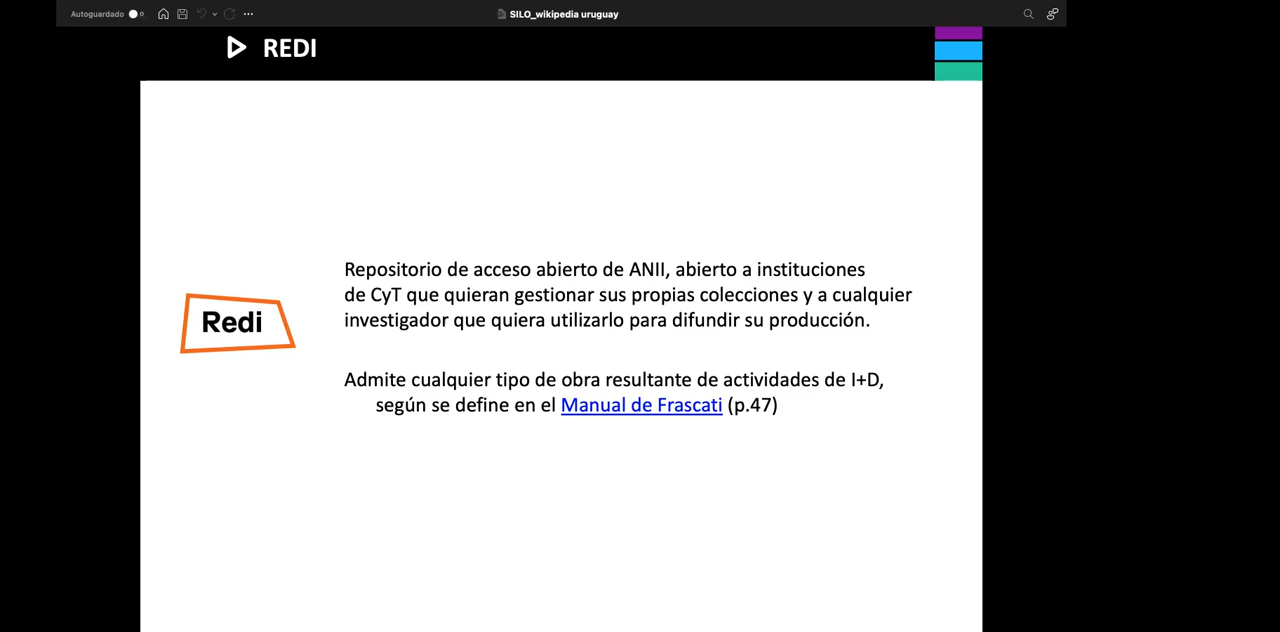 Autoguardado
SILO_wikipedia uruguay
REDI
Redi
Repositorio de acceso abierto de ANII, abierto a instituciones
de CyT que quieran gestionar sus propias colecciones y a cualquier
investigador que quiera utilizarlo para difundir su producción.
Admite cualquier tipo de obra resultante de actividades de I+D,
según se define en el Manual de Frascati (p.47)